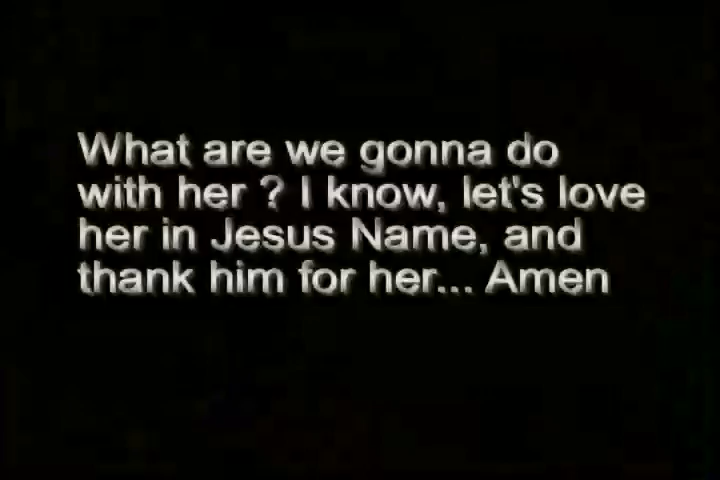 What are we gonna do
with her ? I know, let's love
her in Jesus Name, and
thank him for her... Amen